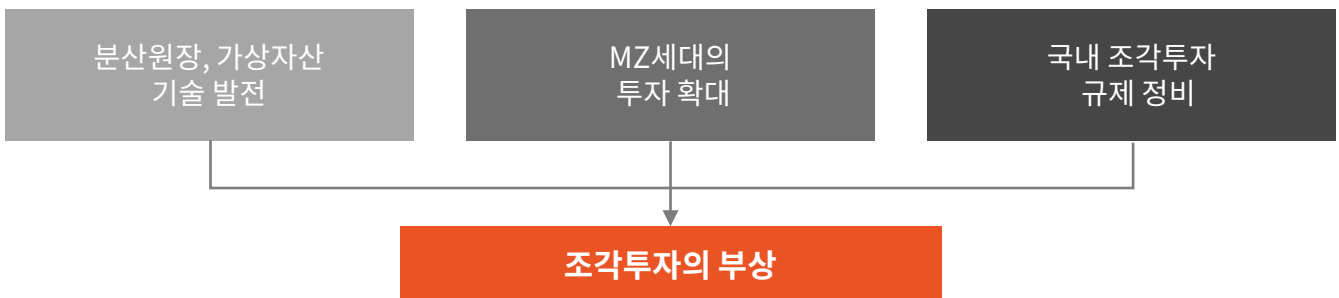 분산원장, 가상자산
기술 발전
MZ세대의
투자 확대
국내 조각투자
규제 정비
조각투자의 부상